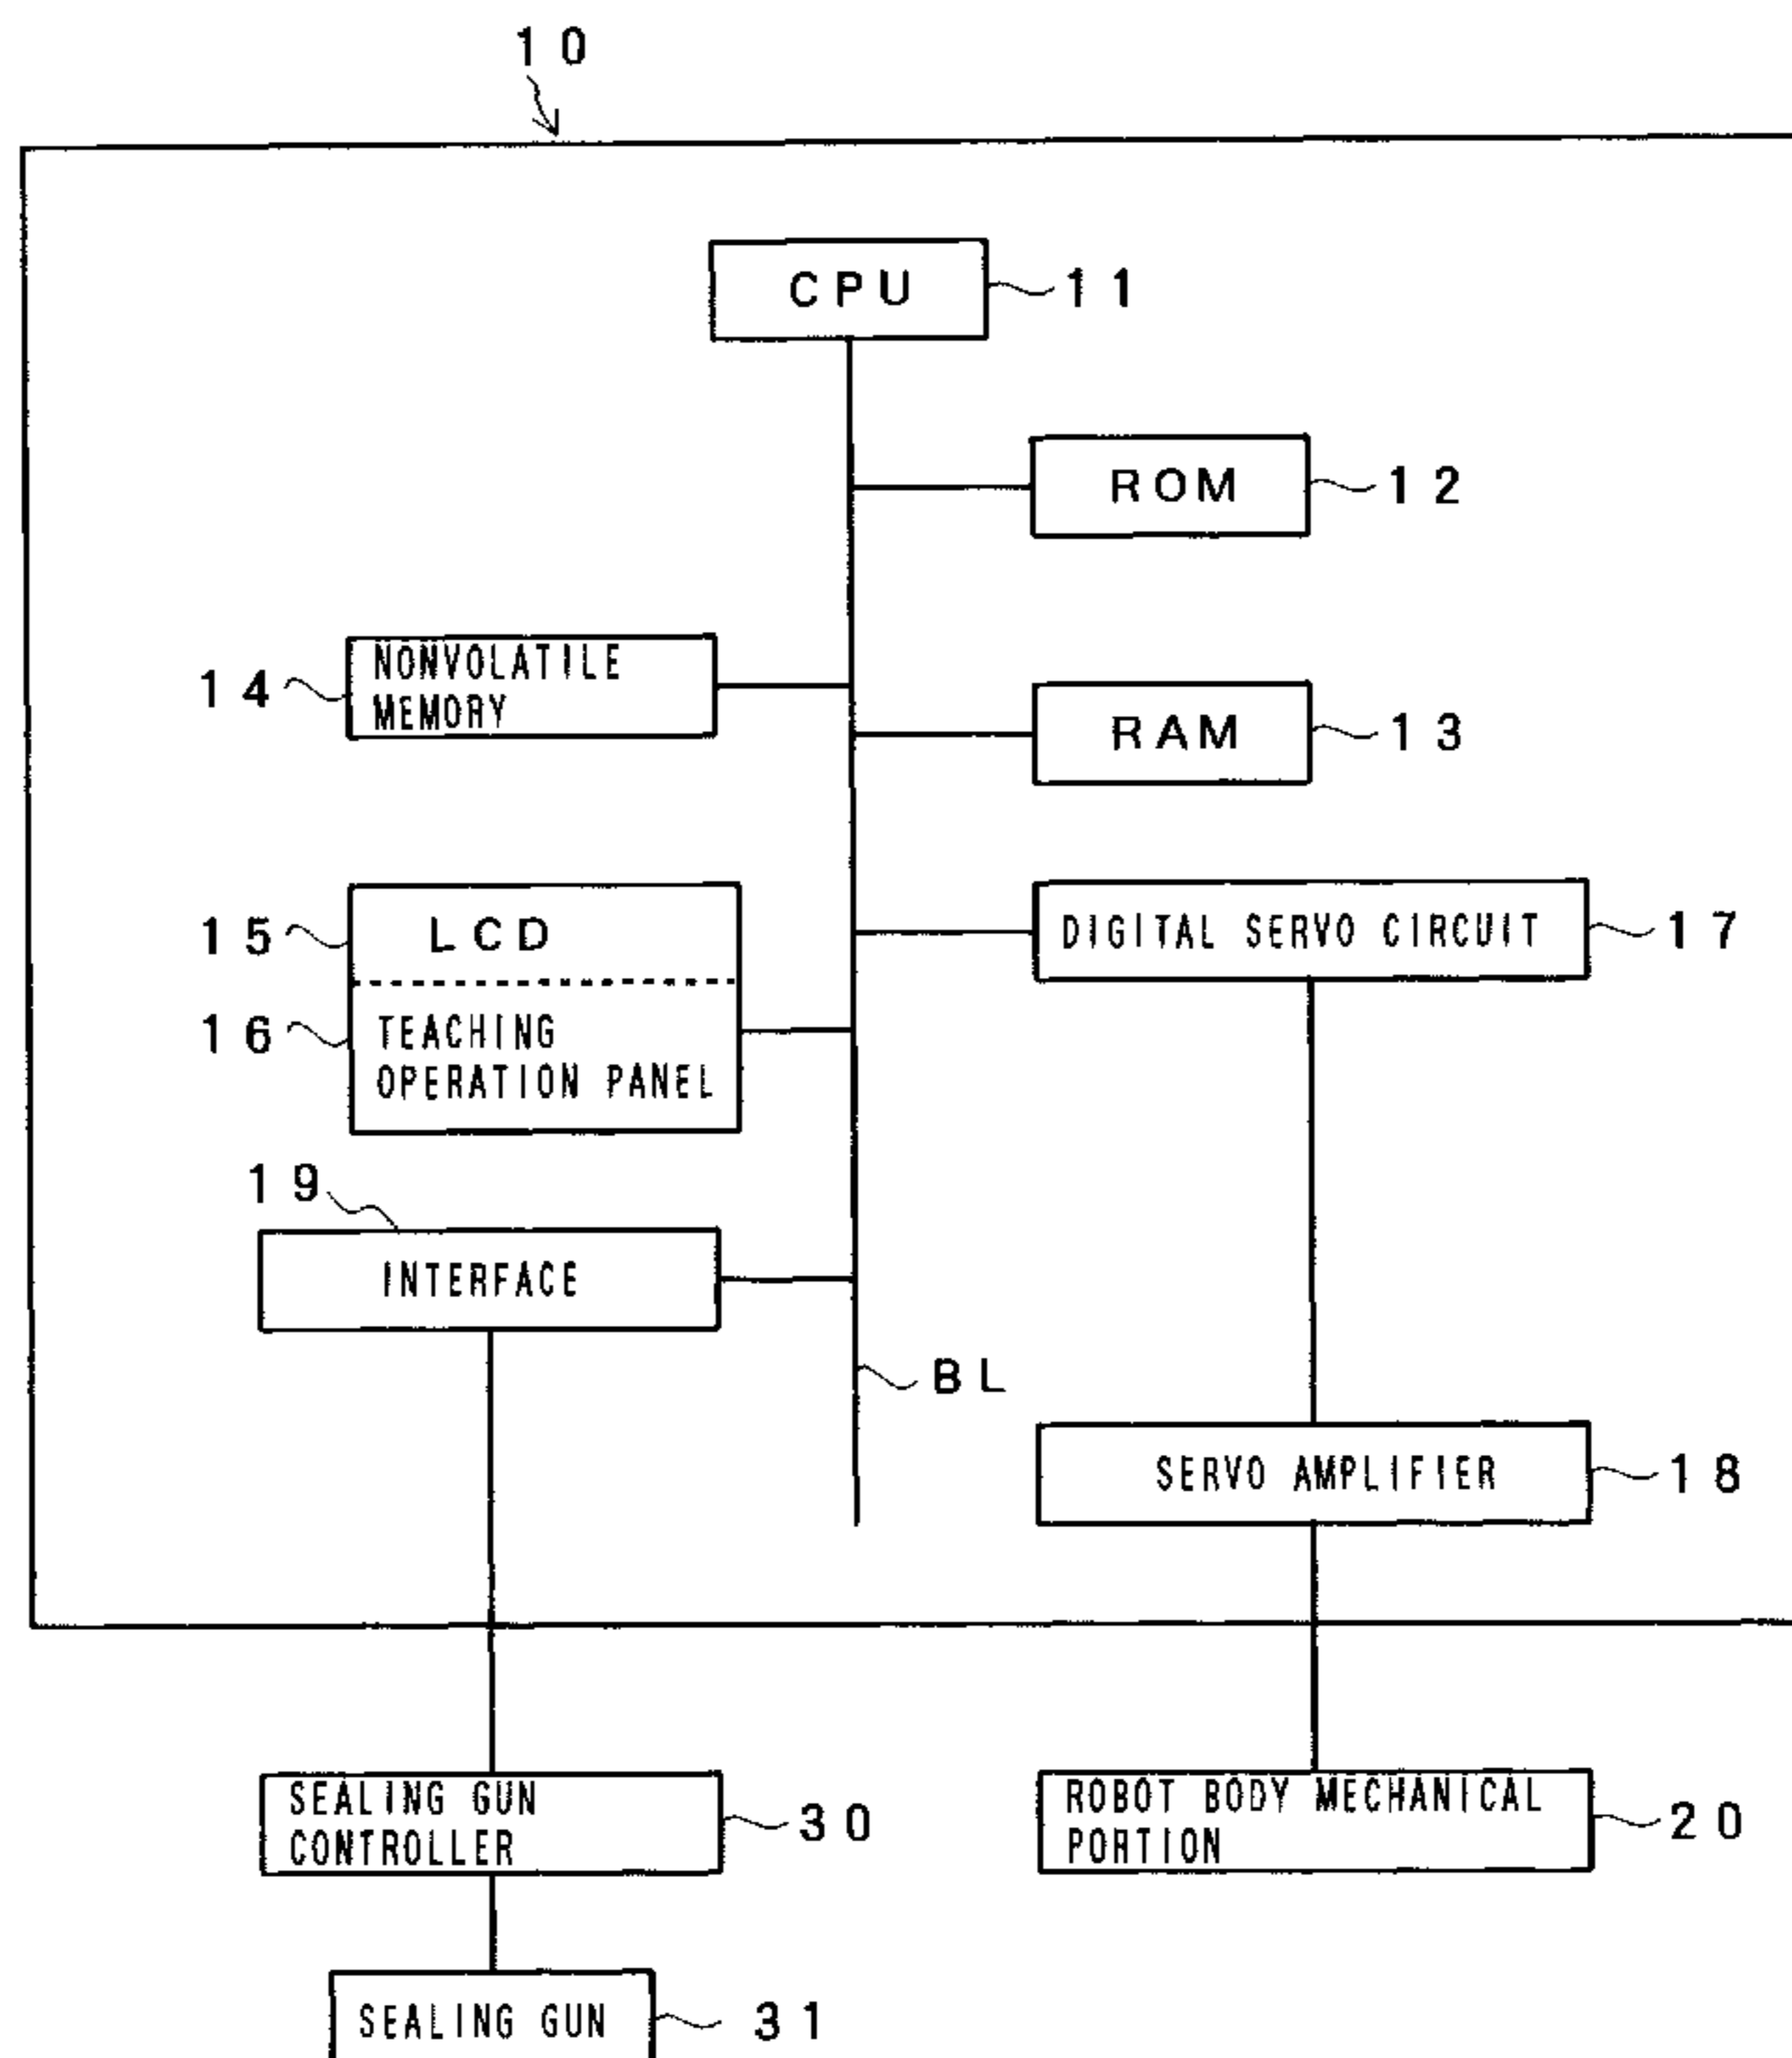 10
CPU 11
ROM 12
14 NONVOLATILE
MEMORY
RAM 13
15 LCD
DIGITAL SERVO CIRCUIT 17
16 TEACHING
OPERATION PANEL
19
INTERFACE
BL
SERVO AMPLIFIER 18
SEALING GUN
CONTROLLER
30
ROBOT BODY MECHANICAL
PORTION
20
SEALING GUN 31